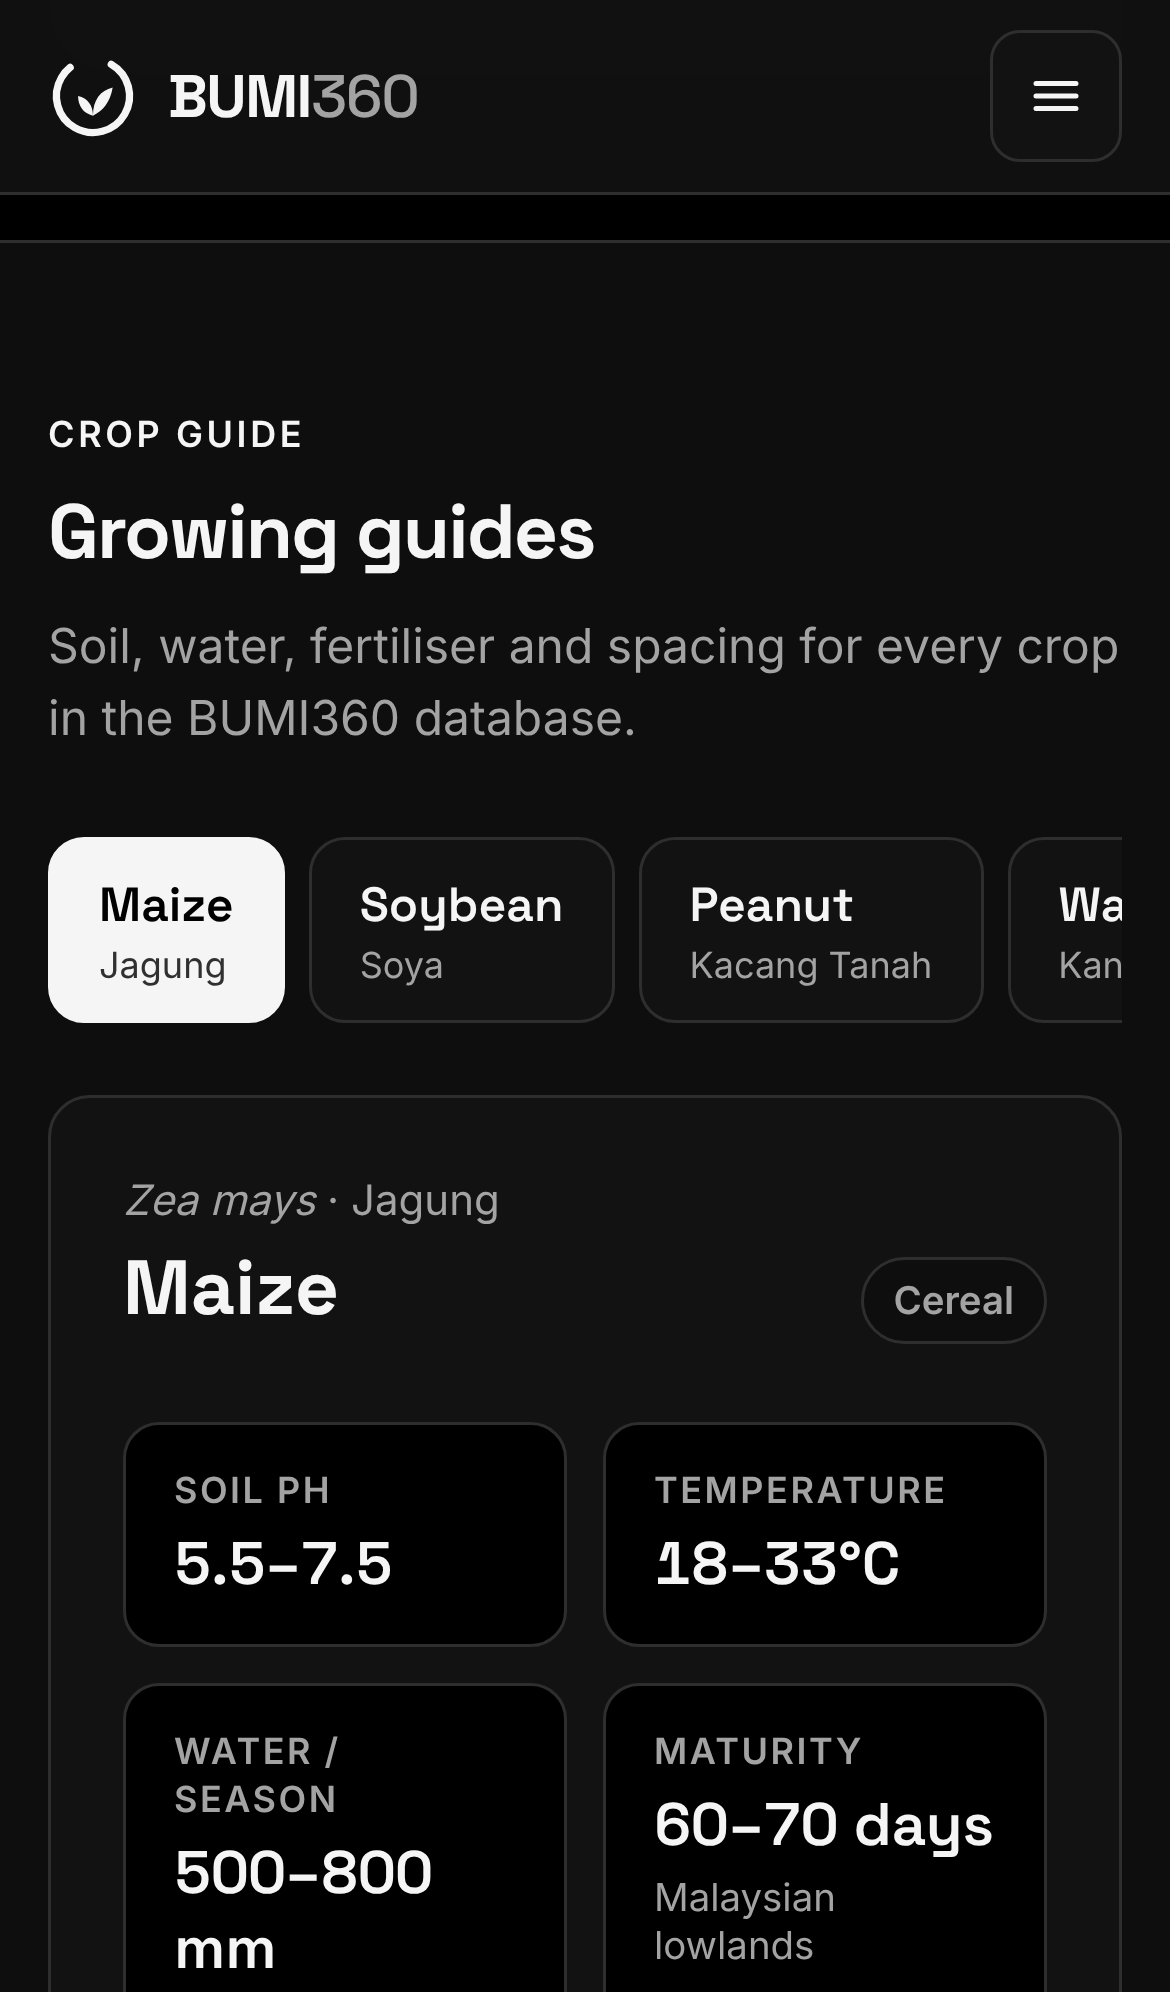 BUMI360
CROP GUIDE
Growing guides
Soil, water, fertiliser and spacing for every crop
in the BUMI360 database.
Maize
Jagung
Soybean
Soya
Peanut
Kacang Tanah
Wa
Kan
Zea mays · Jagung
Maize
Cereal
SOIL PH
5.5–7.5
TEMPERATURE
18–33°C
WATER /
SEASON
500–800
mm
MATURITY
60–70 days
Malaysian
lowlands